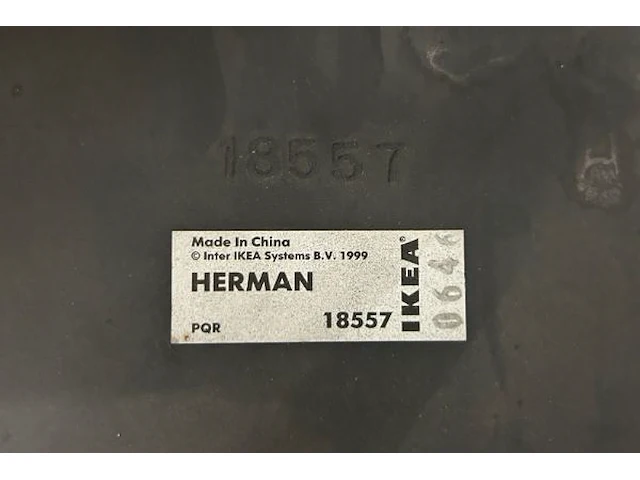 18557
Made In China
© Inter IKEA Systems B.V. 1999
HERMAN
PQR
18557
IKEA®
0646